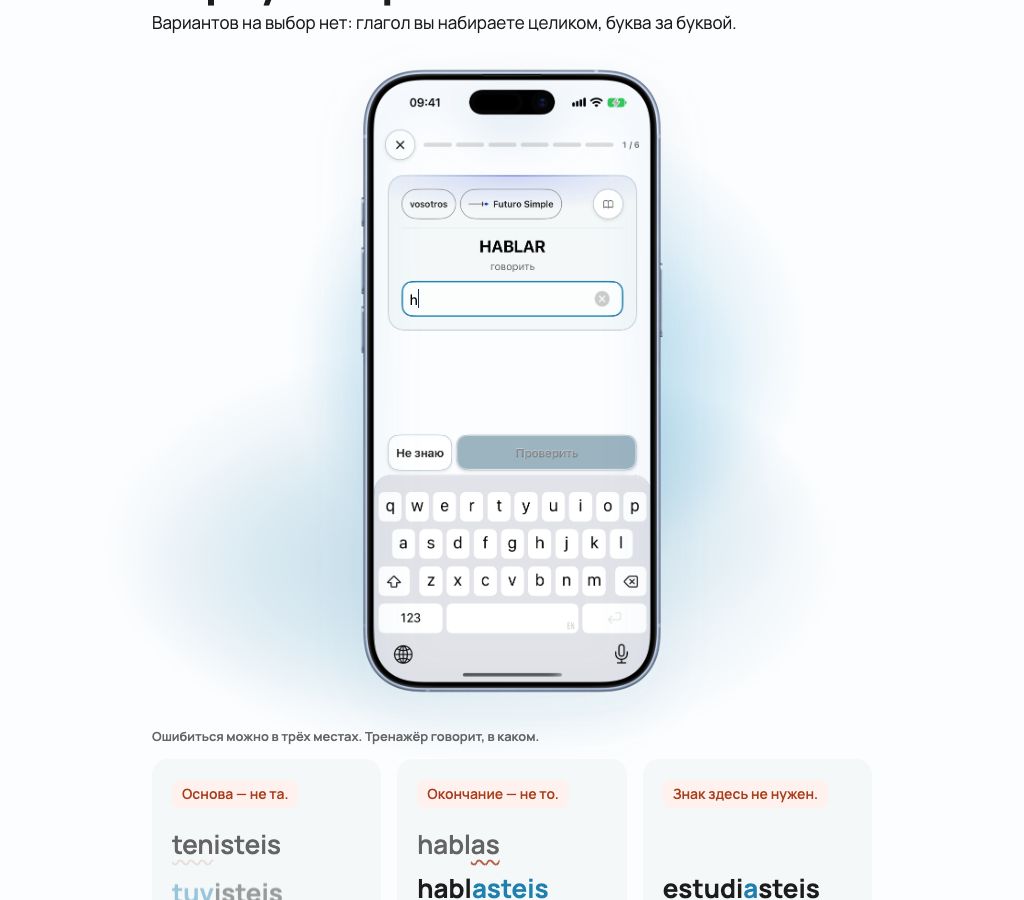 Вариантов на выбор нет: глагол вы набираете целиком, буква за буквой.
09:41
1 / 6
vosotros
Futuro Simple
HABLAR
говорить
h
Не знаю
Проверить
q w e r t y u i o p
a s d f g h j k l
z x c v b n m
123
EN
Ошибиться можно в трёх местах. Тренажёр говорит, в каком.
Основа — не та.
tenisteis
tuvisteis
Окончание — не то.
hablas
hablasteis
Знак здесь не нужен.
estudiasteis